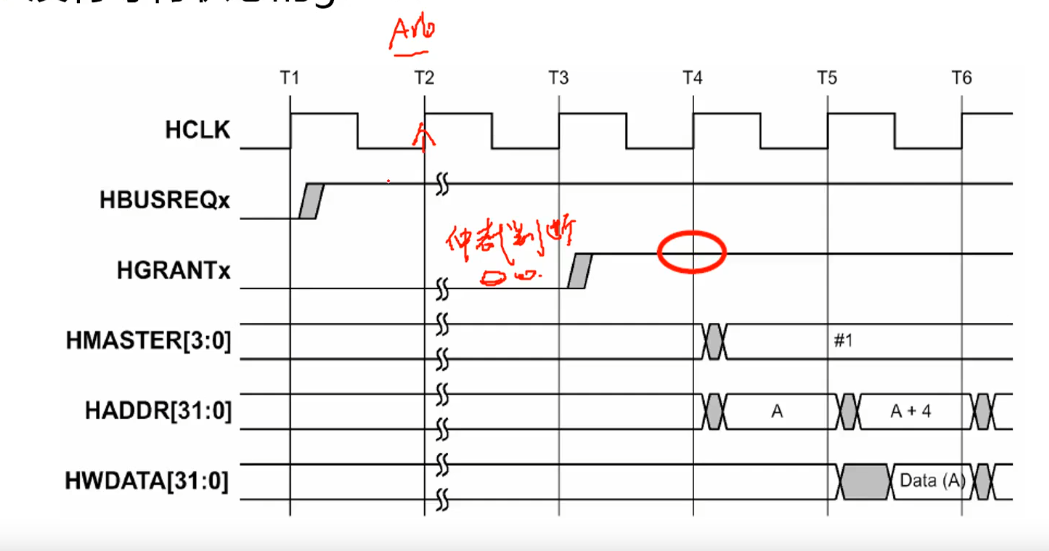 Arb
T1 T2 T3 T4 T5 T6
HCLK
HBUSREQx
仲裁判断
HGRANTx
HMASTER[3:0] #1
HADDR[31:0] A A + 4
HWDATA[31:0] Data (A)